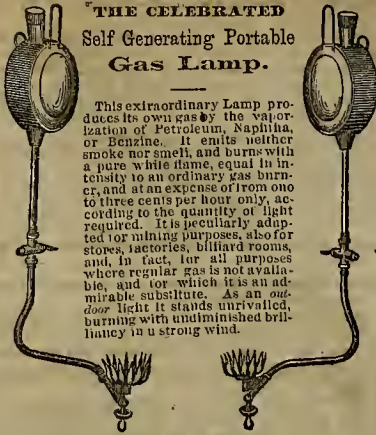 THE CELEBRATED
Self Generating Portable
Gas Lamp.
This extraordinary Lamp pro-
duces its own gas by the vapor-
ization of Petroleum, Naphtha,
or Benzine. It emits neither
smoke nor smell, and burns with
a pure white flame, equal in in-
tensity to an ordinary gas burn-
er, and at an expense of from one
to three cents per hour only, ac-
cording to the quantity of light
required. It is peculiarly adap-
ted for mining purposes, also for
stores, factories, billiard rooms,
and, in fact, for all purposes
where regular gas is not availa-
ble, and for which it is an ad-
mirable substitute. As an out-
door light it stands unrivalled,
burning with undiminished bril-
liancy in a strong wind.